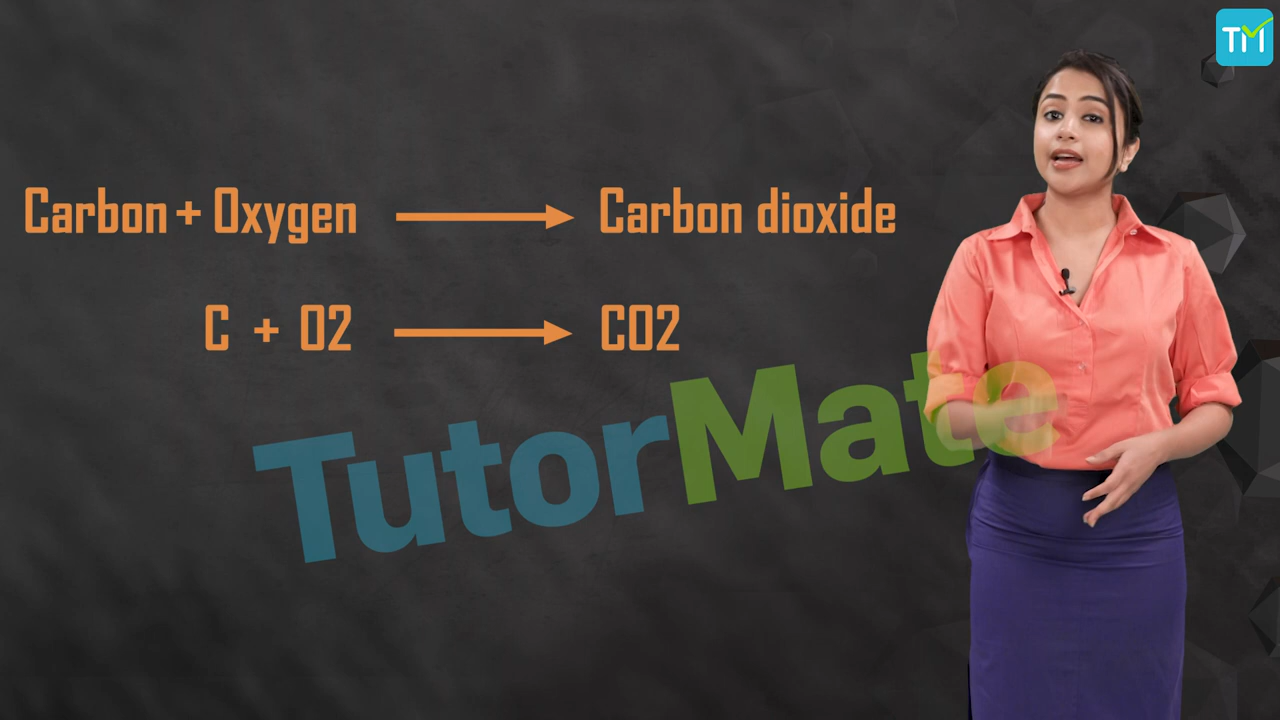 TM
Carbon + Oxygen → Carbon dioxide
C + O2 → CO2
TutorMate